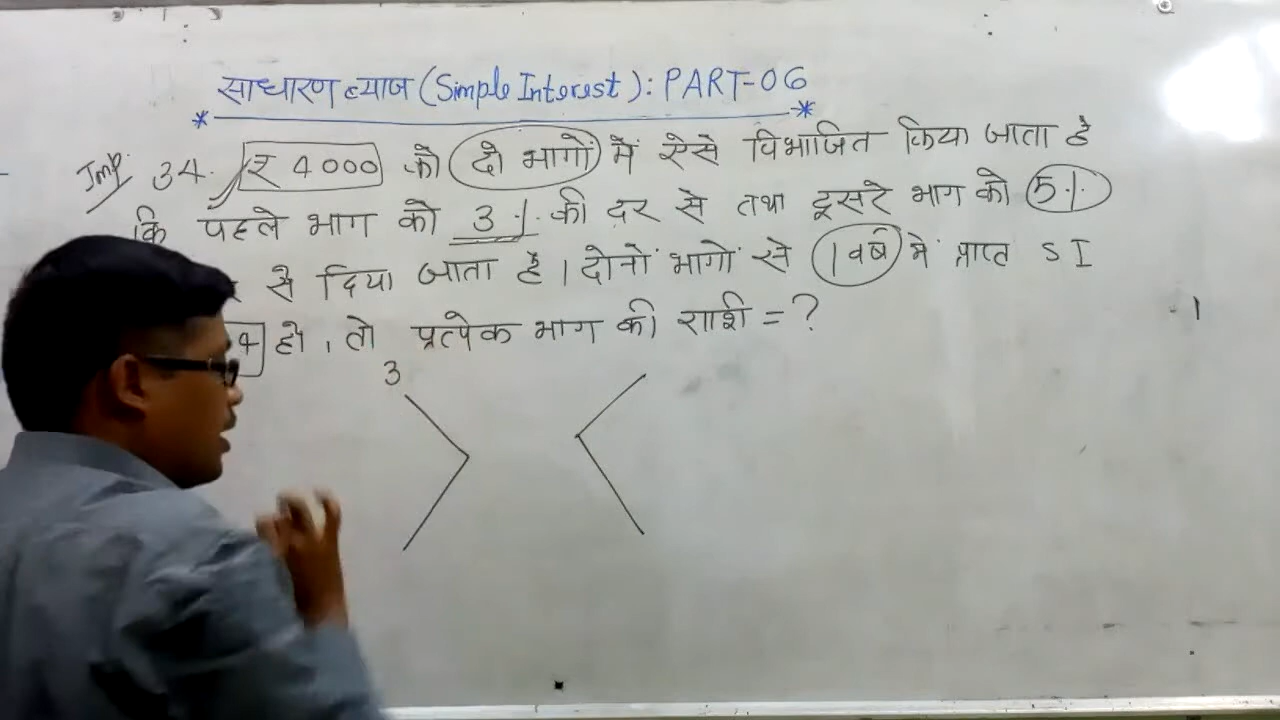 साधारण ब्याज (Simple Interest): PART-06
Imp. 34. ₹ 4000 को दो भागों में ऐसे विभाजित किया जाता है
कि पहले भाग को 3%. की दर से तथा दूसरे भाग को 5%
से दिया जाता है। दोनों भागों से 1 वर्ष में प्राप्त SI
4 हो, तो प्रत्येक भाग की राशि = ?
3